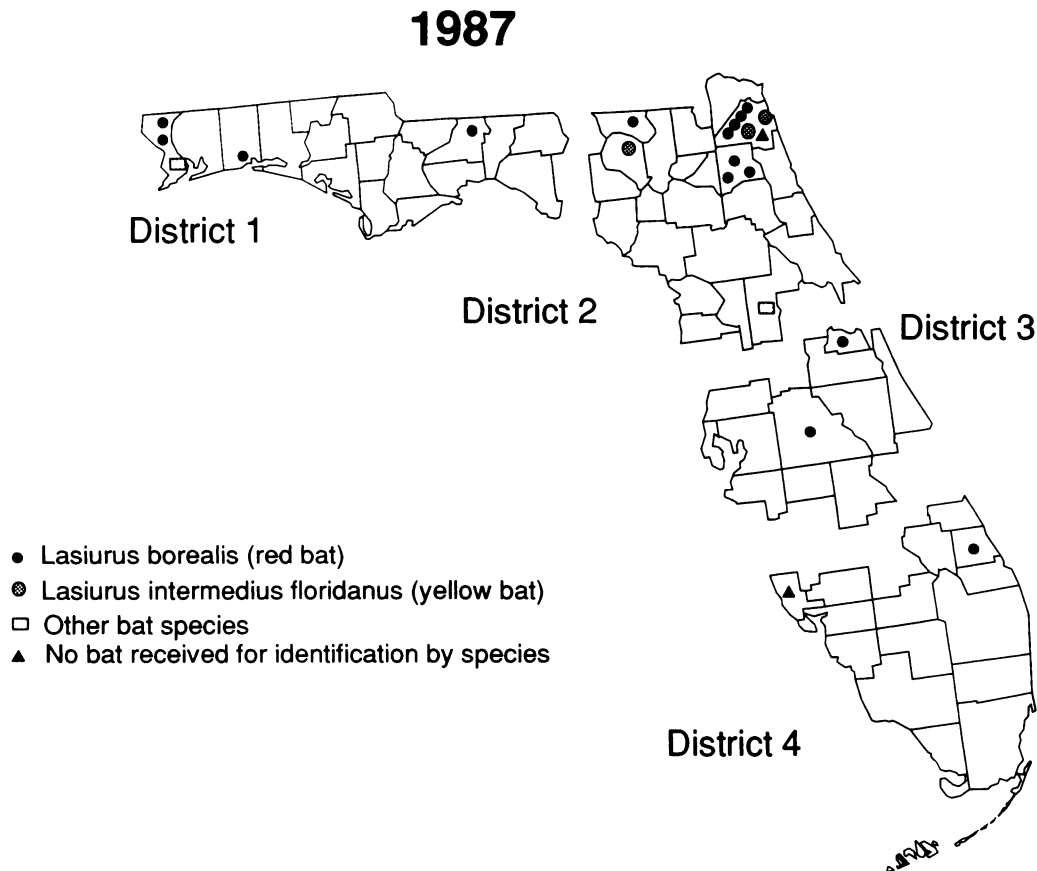 1987
District 1
District 2
District 3
Lasiurus borealis (red bat)
Lasiurus intermedius floridanus (yellow bat)
Other bat species
No bat received for identification by species
District 4